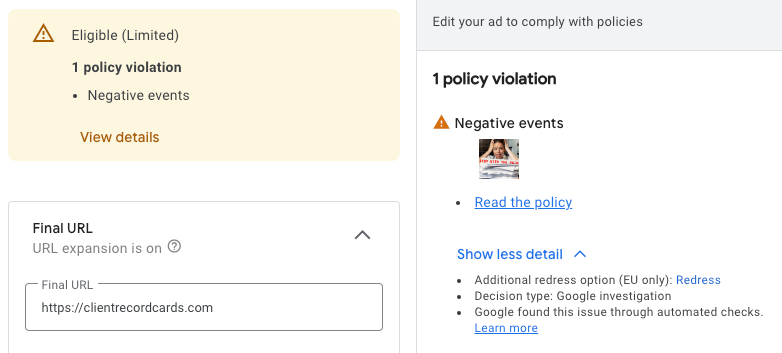 Eligible (Limited)
1 policy violation
• Negative events
View details
Final URL
URL expansion is on
Final URL
https://clientrecordcards.com
Edit your ad to comply with policies
1 policy violation
Negative events
• Read the policy
Show less detail
• Additional redress option (EU only): Redress
• Decision type: Google investigation
• Google found this issue through automated checks.
Learn more